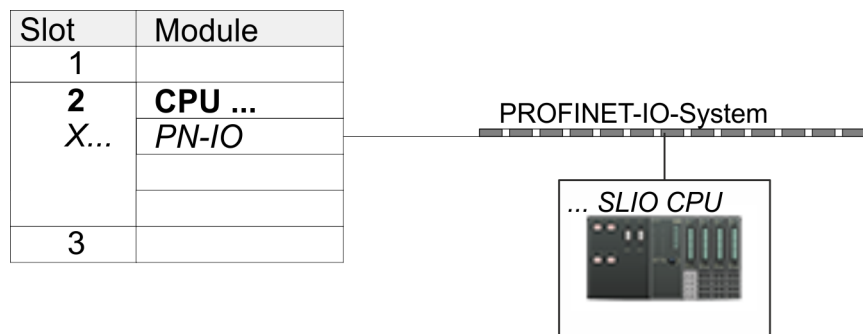 Slot Module
1
2 CPU ...
X... PN-IO
3
PROFINET-IO-System
... SLIO CPU